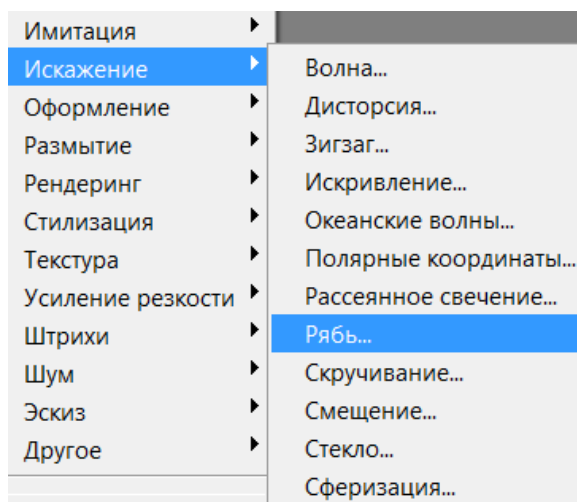 Имитация
Искажение
Оформление
Размытие
Рендеринг
Стилизация
Текстура
Усиление резкости
Штрихи
Шум
Эскиз
Другое
Волна...
Дисторсия...
Зигзаг...
Искривление...
Океанские волны...
Полярные координаты...
Рассеянное свечение...
Рябь...
Скручивание...
Смещение...
Стекло...
Сферизация...